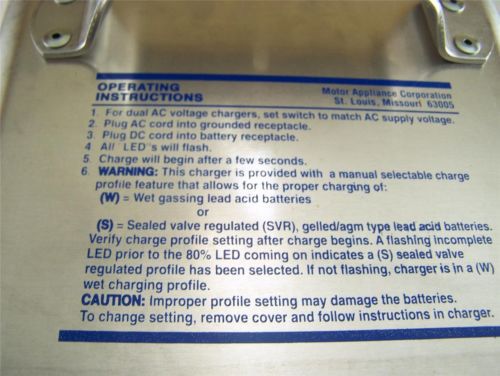 OPERATING
INSTRUCTIONS
Motor Appliance Corporation
St. Louis, Missouri 63005
1. For dual AC voltage chargers, set switch to match AC supply voltage.
2. Plug AC cord into grounded receptacle.
3. Plug DC cord into battery receptacle.
4 All LED"s will flash.
5. Charge will begin after a few seconds.
6. WARNING: This charger is provided with a manual selectable charge
profile feature that allows for the proper charging of:
(W) = Wet gassing lead acid batteries
or
(S) = Sealed valve regulated (SVR), gelled/agm type lead acid batteries.
Verify charge profile setting after charge begins. A flashing incomplete
LED prior to the 80% LED coming on indicates a (S) sealed valve
regulated profile has been selected. If not flashing, charger is in a (W)
wet charging profile.
CAUTION: Improper profile setting may damage the batteries.
To change setting, remove cover and follow instructions in charger.